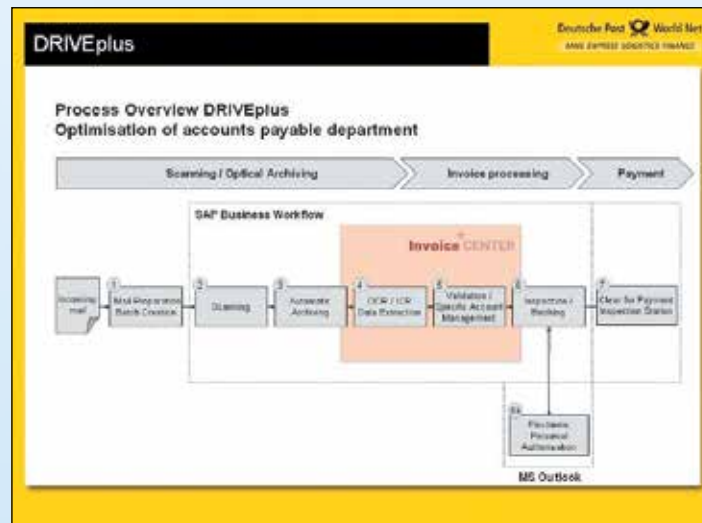 DRIVEplus
Deutsche Post World Net
MAIL EXPRESS LOGISTICS FINANCE
Process Overview DRIVEplus
Optimisation of accounts payable department
Scanning / Optical Archiving
Invoice processing
Payment
SAP Business Workflow
Invoice CENTER
Incoming
mail
1
Mail Preparation
Batch Creation
2
Scanning
3
Automatic
Archiving
4
OCR / ICR
Data Extraction
5
Validation /
Specific Account
Management
6
Inspection /
Booking
7
Clear for Payment
Inspection Status
6a
Electronic
Personal
Authorisation
MS Outlook